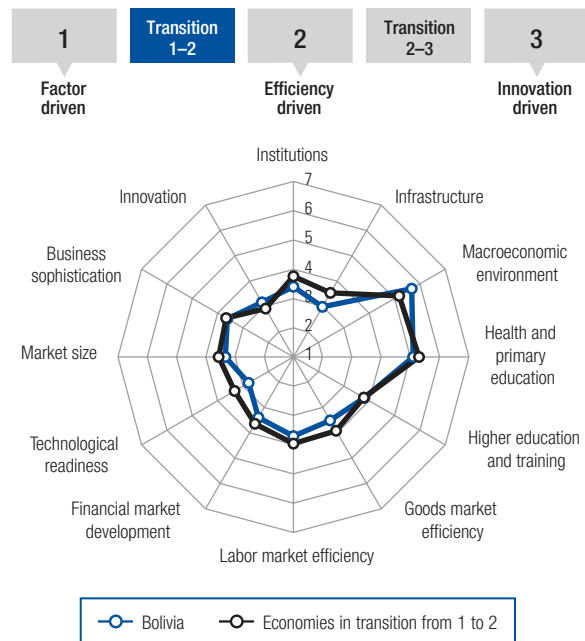 1
Transition
1–2
2
Transition
2–3
3
Factor
driven
Efficiency
driven
Innovation
driven
Institutions
7
6
5
4
3
2
1
Infrastructure
Macroeconomic
environment
Health and
primary
education
Higher education
and training
Goods market
efficiency
Labor market efficiency
Financial market
development
Technological
readiness
Market size
Business
sophistication
Innovation
Bolivia
Economies in transition from 1 to 2